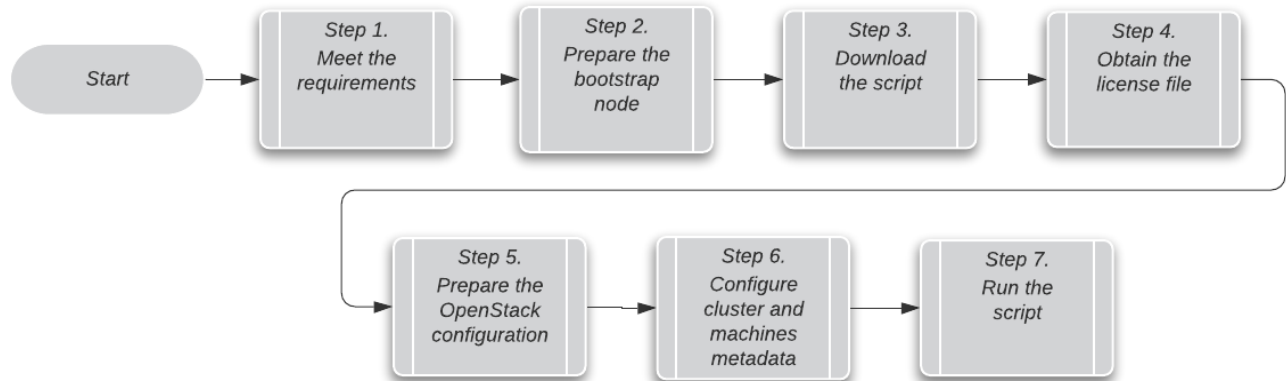 Start
Step 1.
Meet the
requirements
Step 2.
Prepare the
bootstrap
node
Step 3.
Download
the script
Step 4.
Obtain the
license file
Step 5.
Prepare the
OpenStack
configuration
Step 6.
Configure
cluster and
machines
metadata
Step 7.
Run the
script